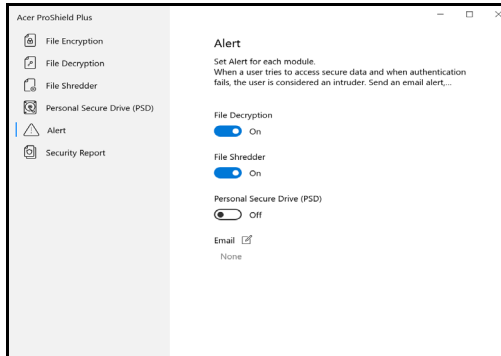 Acer ProShield Plus
File Encryption
File Decryption
File Shredder
Personal Secure Drive (PSD)
Alert
Security Report
Alert
Set Alert for each module.
When a user tries to access secure data and when authentication
fails, the user is considered an intruder. Send an email alert,...
File Decryption
On
File Shredder
On
Personal Secure Drive (PSD)
Off
Email
None